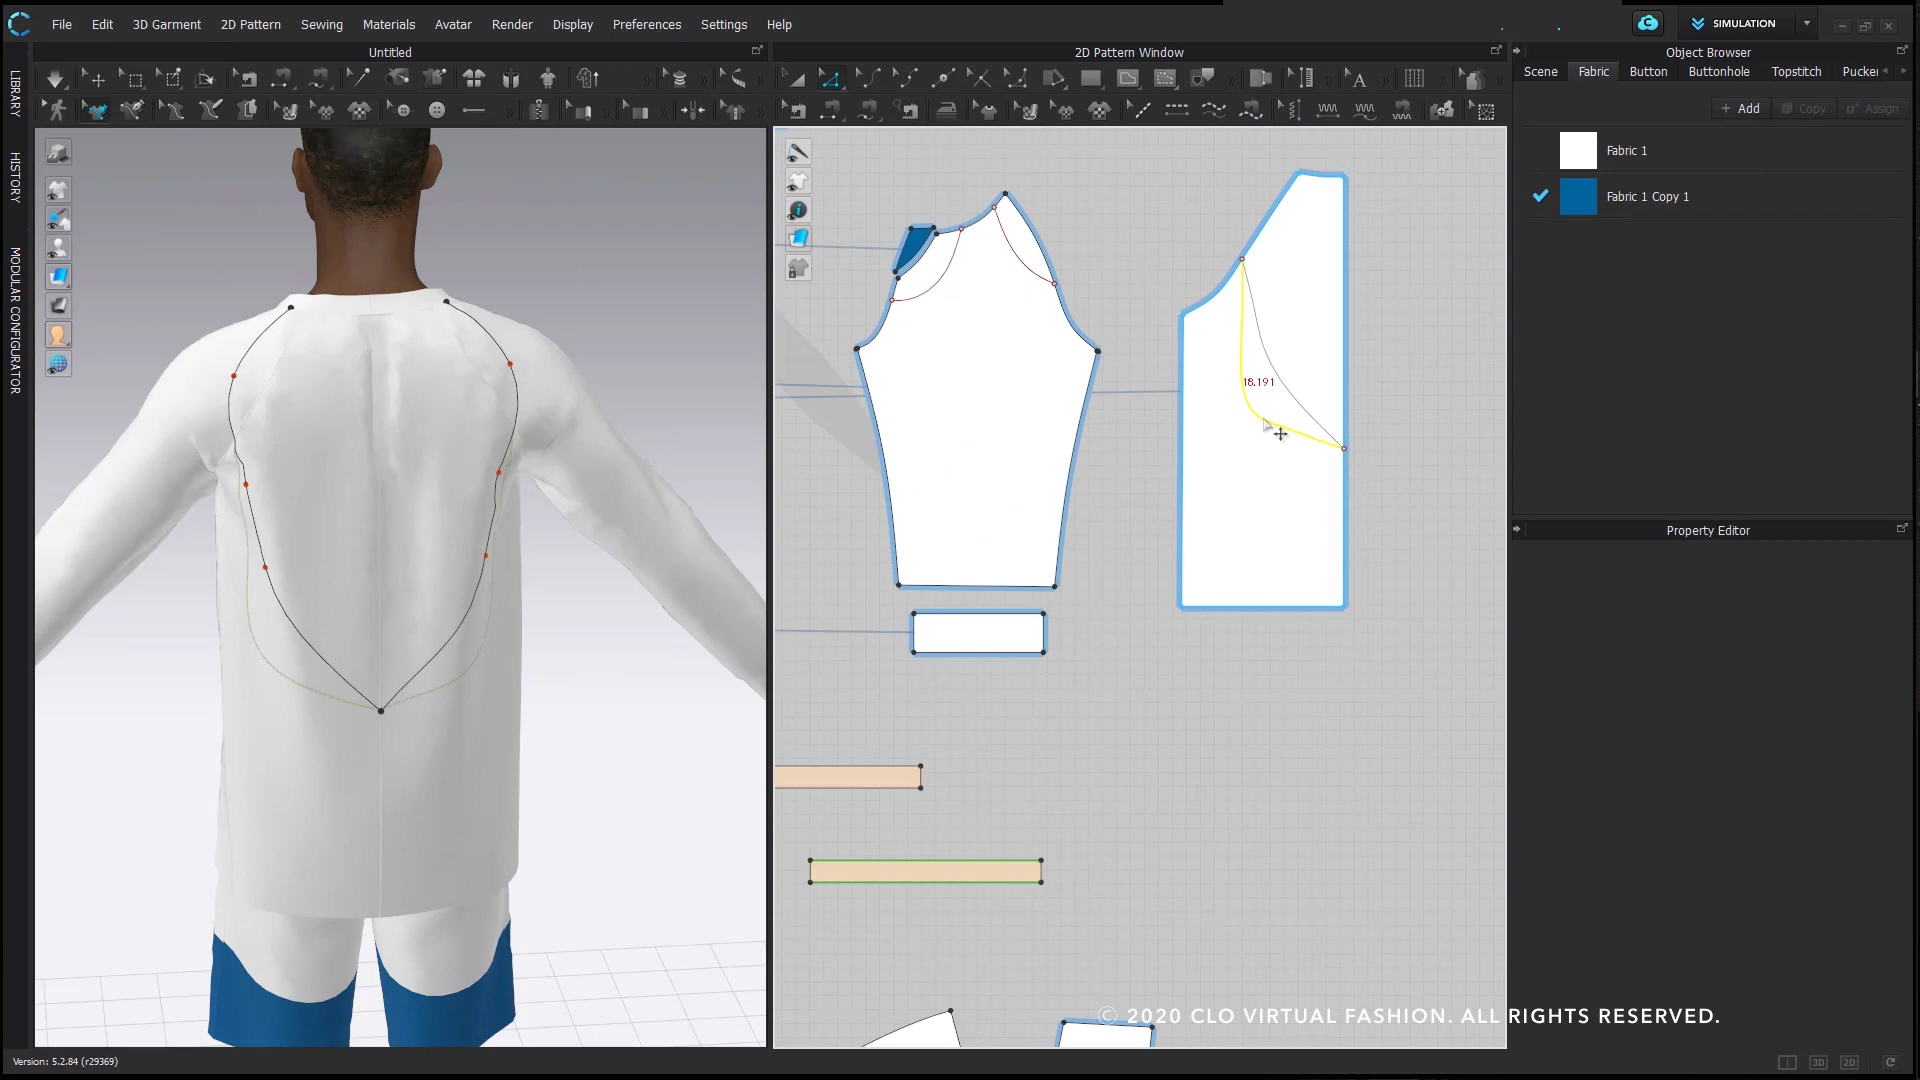 File Edit 3D Garment 2D Pattern Sewing Materials Avatar Render Display Preferences Settings Help
SIMULATION
Untitled
2D Pattern Window
Object Browser
Scene Fabric Button Buttonhole Topstitch Pucker
+ Add Copy Assign
Fabric 1
Fabric 1 Copy 1
LIBRARY
HISTORY
MODULAR CONFIGURATOR
18.191
Property Editor
© 2020 CLO VIRTUAL FASHION. ALL RIGHTS RESERVED.
Version: 5.2.84 (r29369)
3D 2D